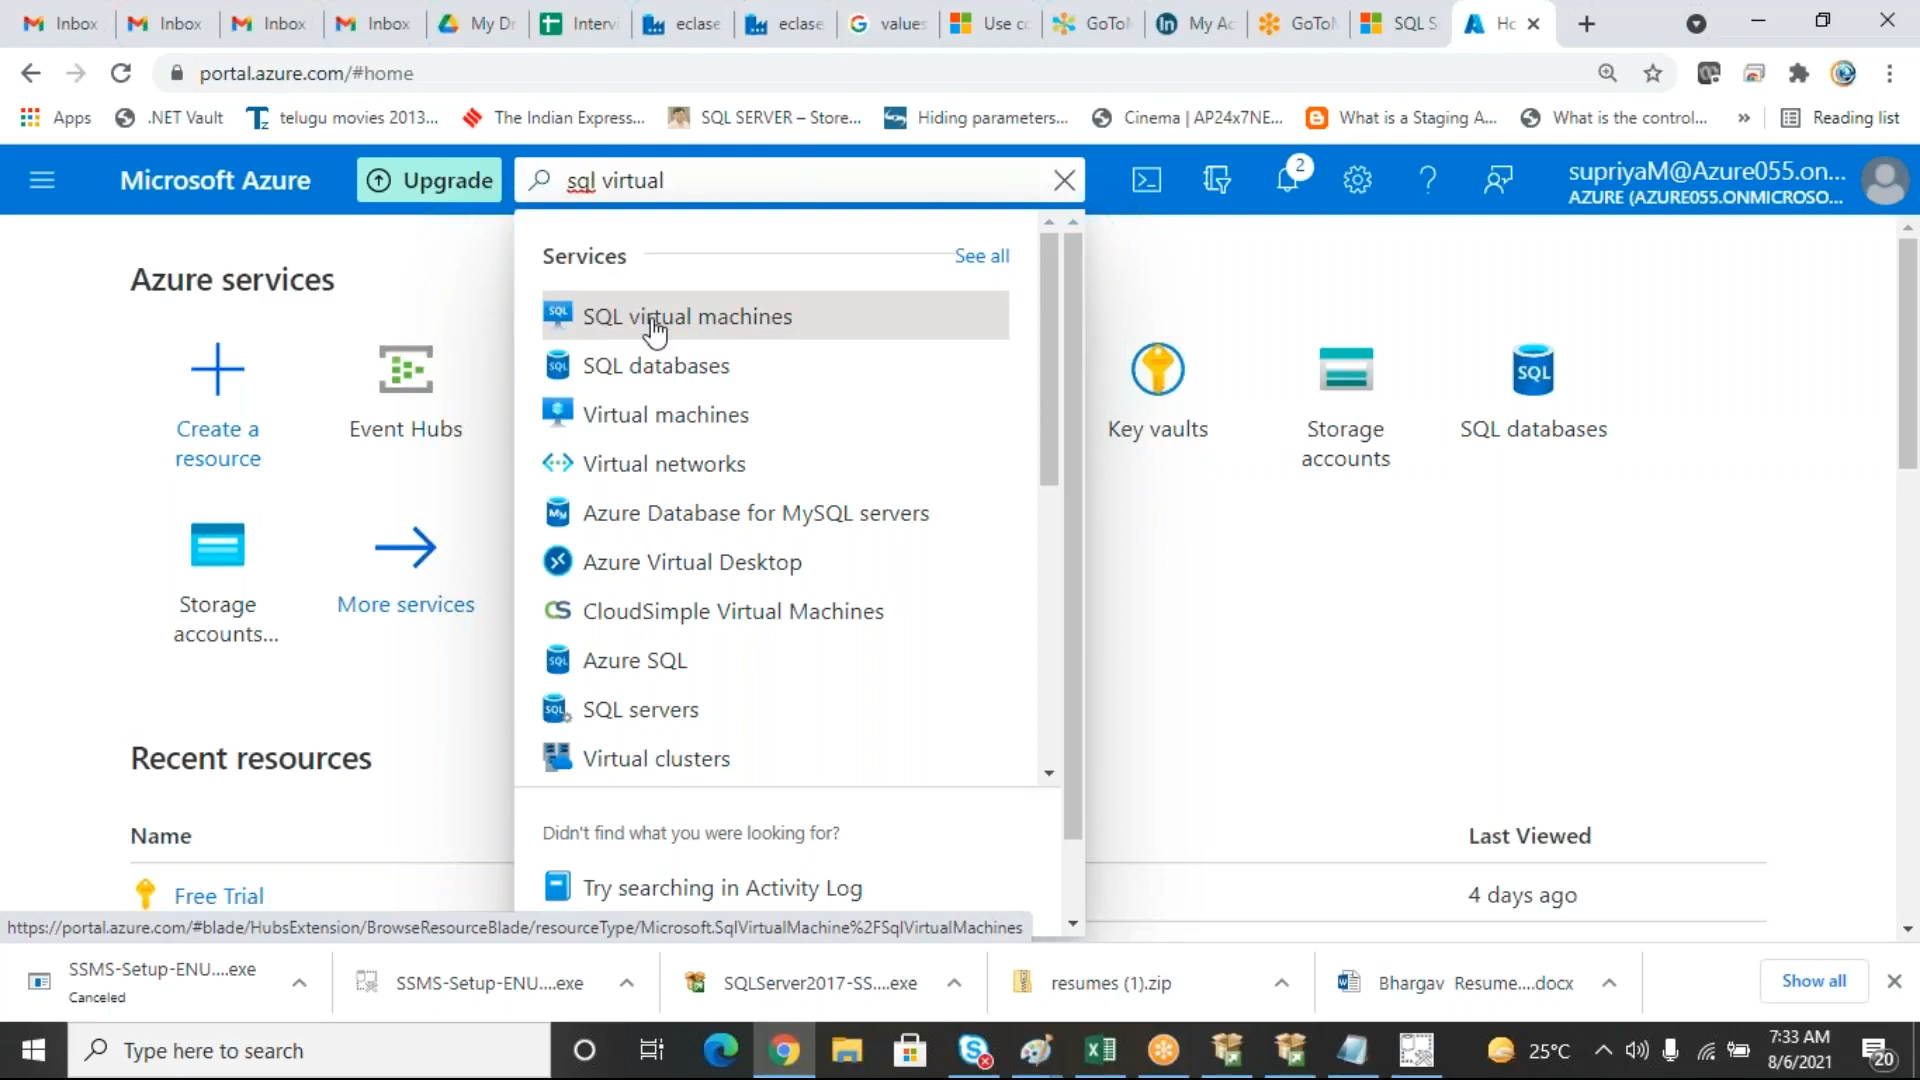 Inbox
Inbox
Inbox
Inbox
My Dr
Intervi
eclase
eclase
values
Use co
GoToM
My Ac
GoToM
SQL S
Ho
portal.azure.com/#home
Apps
.NET Vault
telugu movies 2013...
The Indian Express...
SQL SERVER – Store...
Hiding parameters...
Cinema | AP24x7NE...
What is a Staging A...
What is the control...
»
Reading list
Microsoft Azure
Upgrade
sql virtual
2
supriyaM@Azure055.on...
AZURE (AZURE055.ONMICROSO...
Azure services
Create a
resource
Event Hubs
Key vaults
Storage
accounts
SQL databases
Storage
accounts...
More services
Services
See all
SQL virtual machines
SQL databases
Virtual machines
Virtual networks
Azure Database for MySQL servers
Azure Virtual Desktop
CloudSimple Virtual Machines
Azure SQL
SQL servers
Virtual clusters
Didn't find what you were looking for?
Try searching in Activity Log
Recent resources
Name
Last Viewed
Free Trial
4 days ago
https://portal.azure.com/#blade/HubsExtension/BrowseResourceBlade/resourceType/Microsoft.SqlVirtualMachine%2FSqlVirtualMachines
SSMS-Setup-ENU....exe
Canceled
SSMS-Setup-ENU....exe
SQLServer2017-SS....exe
resumes (1).zip
Bhargav Resume....docx
Show all
Type here to search
25°C
7:33 AM
8/6/2021
20